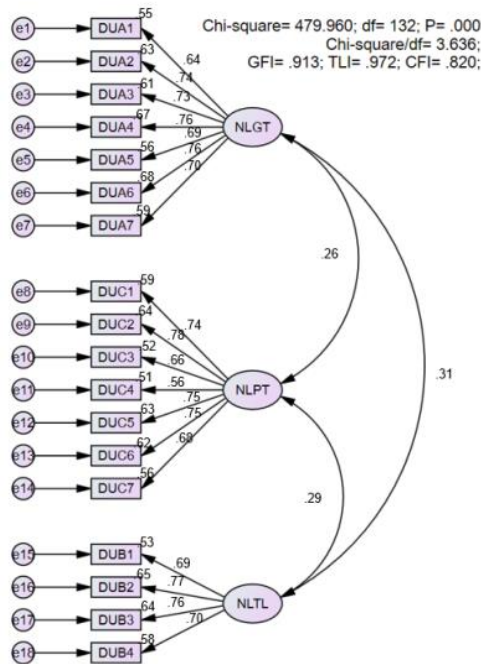 Chi-square= 479.960; df= 132; P= .000
Chi-square/df= 3.636;
GFI= .913; TLI= .972; CFI= .820;
e1 DUA1 .55 .64
e2 DUA2 .63 .74
e3 DUA3 .61 .73
e4 DUA4 .67 .76
e5 DUA5 .56 .69
e6 DUA6 .68 .76
e7 DUA7 .59 .70
NLGT
.26
.31
e8 DUC1 .59 .74
e9 DUC2 .64 .78
e10 DUC3 .52 .66
e11 DUC4 .51 .56
e12 DUC5 .63 .75
e13 DUC6 .62 .75
e14 DUC7 .56 .68
NLPT
.29
e15 DUB1 .53 .69
e16 DUB2 .65 .77
e17 DUB3 .64 .76
e18 DUB4 .58 .70
NLTL